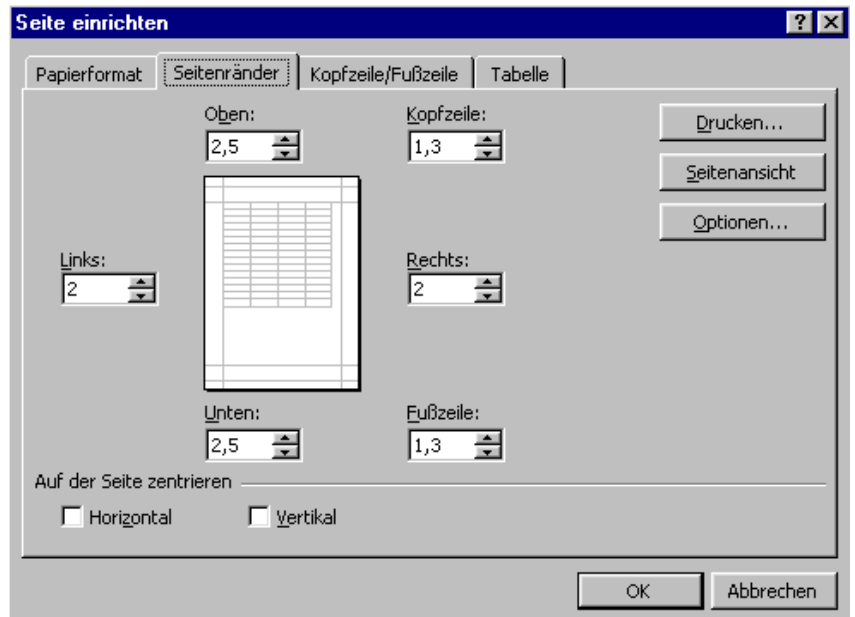 Seite einrichten
Papierformat Seitenränder Kopfzeile/Fußzeile Tabelle
Oben: Kopfzeile:
2,5 1,3
Drucken...
Seitenansicht
Optionen...
Links: Rechts:
2 2
Unten: Fußzeile:
2,5 1,3
Auf der Seite zentrieren
Horizontal Vertikal
OK Abbrechen